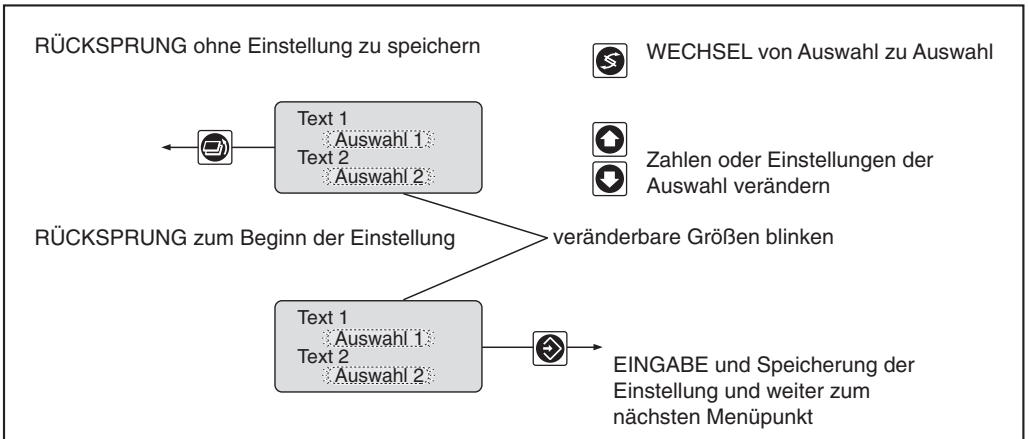 RÜCKSPRUNG ohne Einstellung zu speichern
WECHSEL von Auswahl zu Auswahl
Text 1
Auswahl 1
Text 2
Auswahl 2
Zahlen oder Einstellungen der
Auswahl verändern
RÜCKSPRUNG zum Beginn der Einstellung
veränderbare Größen blinken
Text 1
Auswahl 1
Text 2
Auswahl 2
EINGABE und Speicherung der
Einstellung und weiter zum
nächsten Menüpunkt